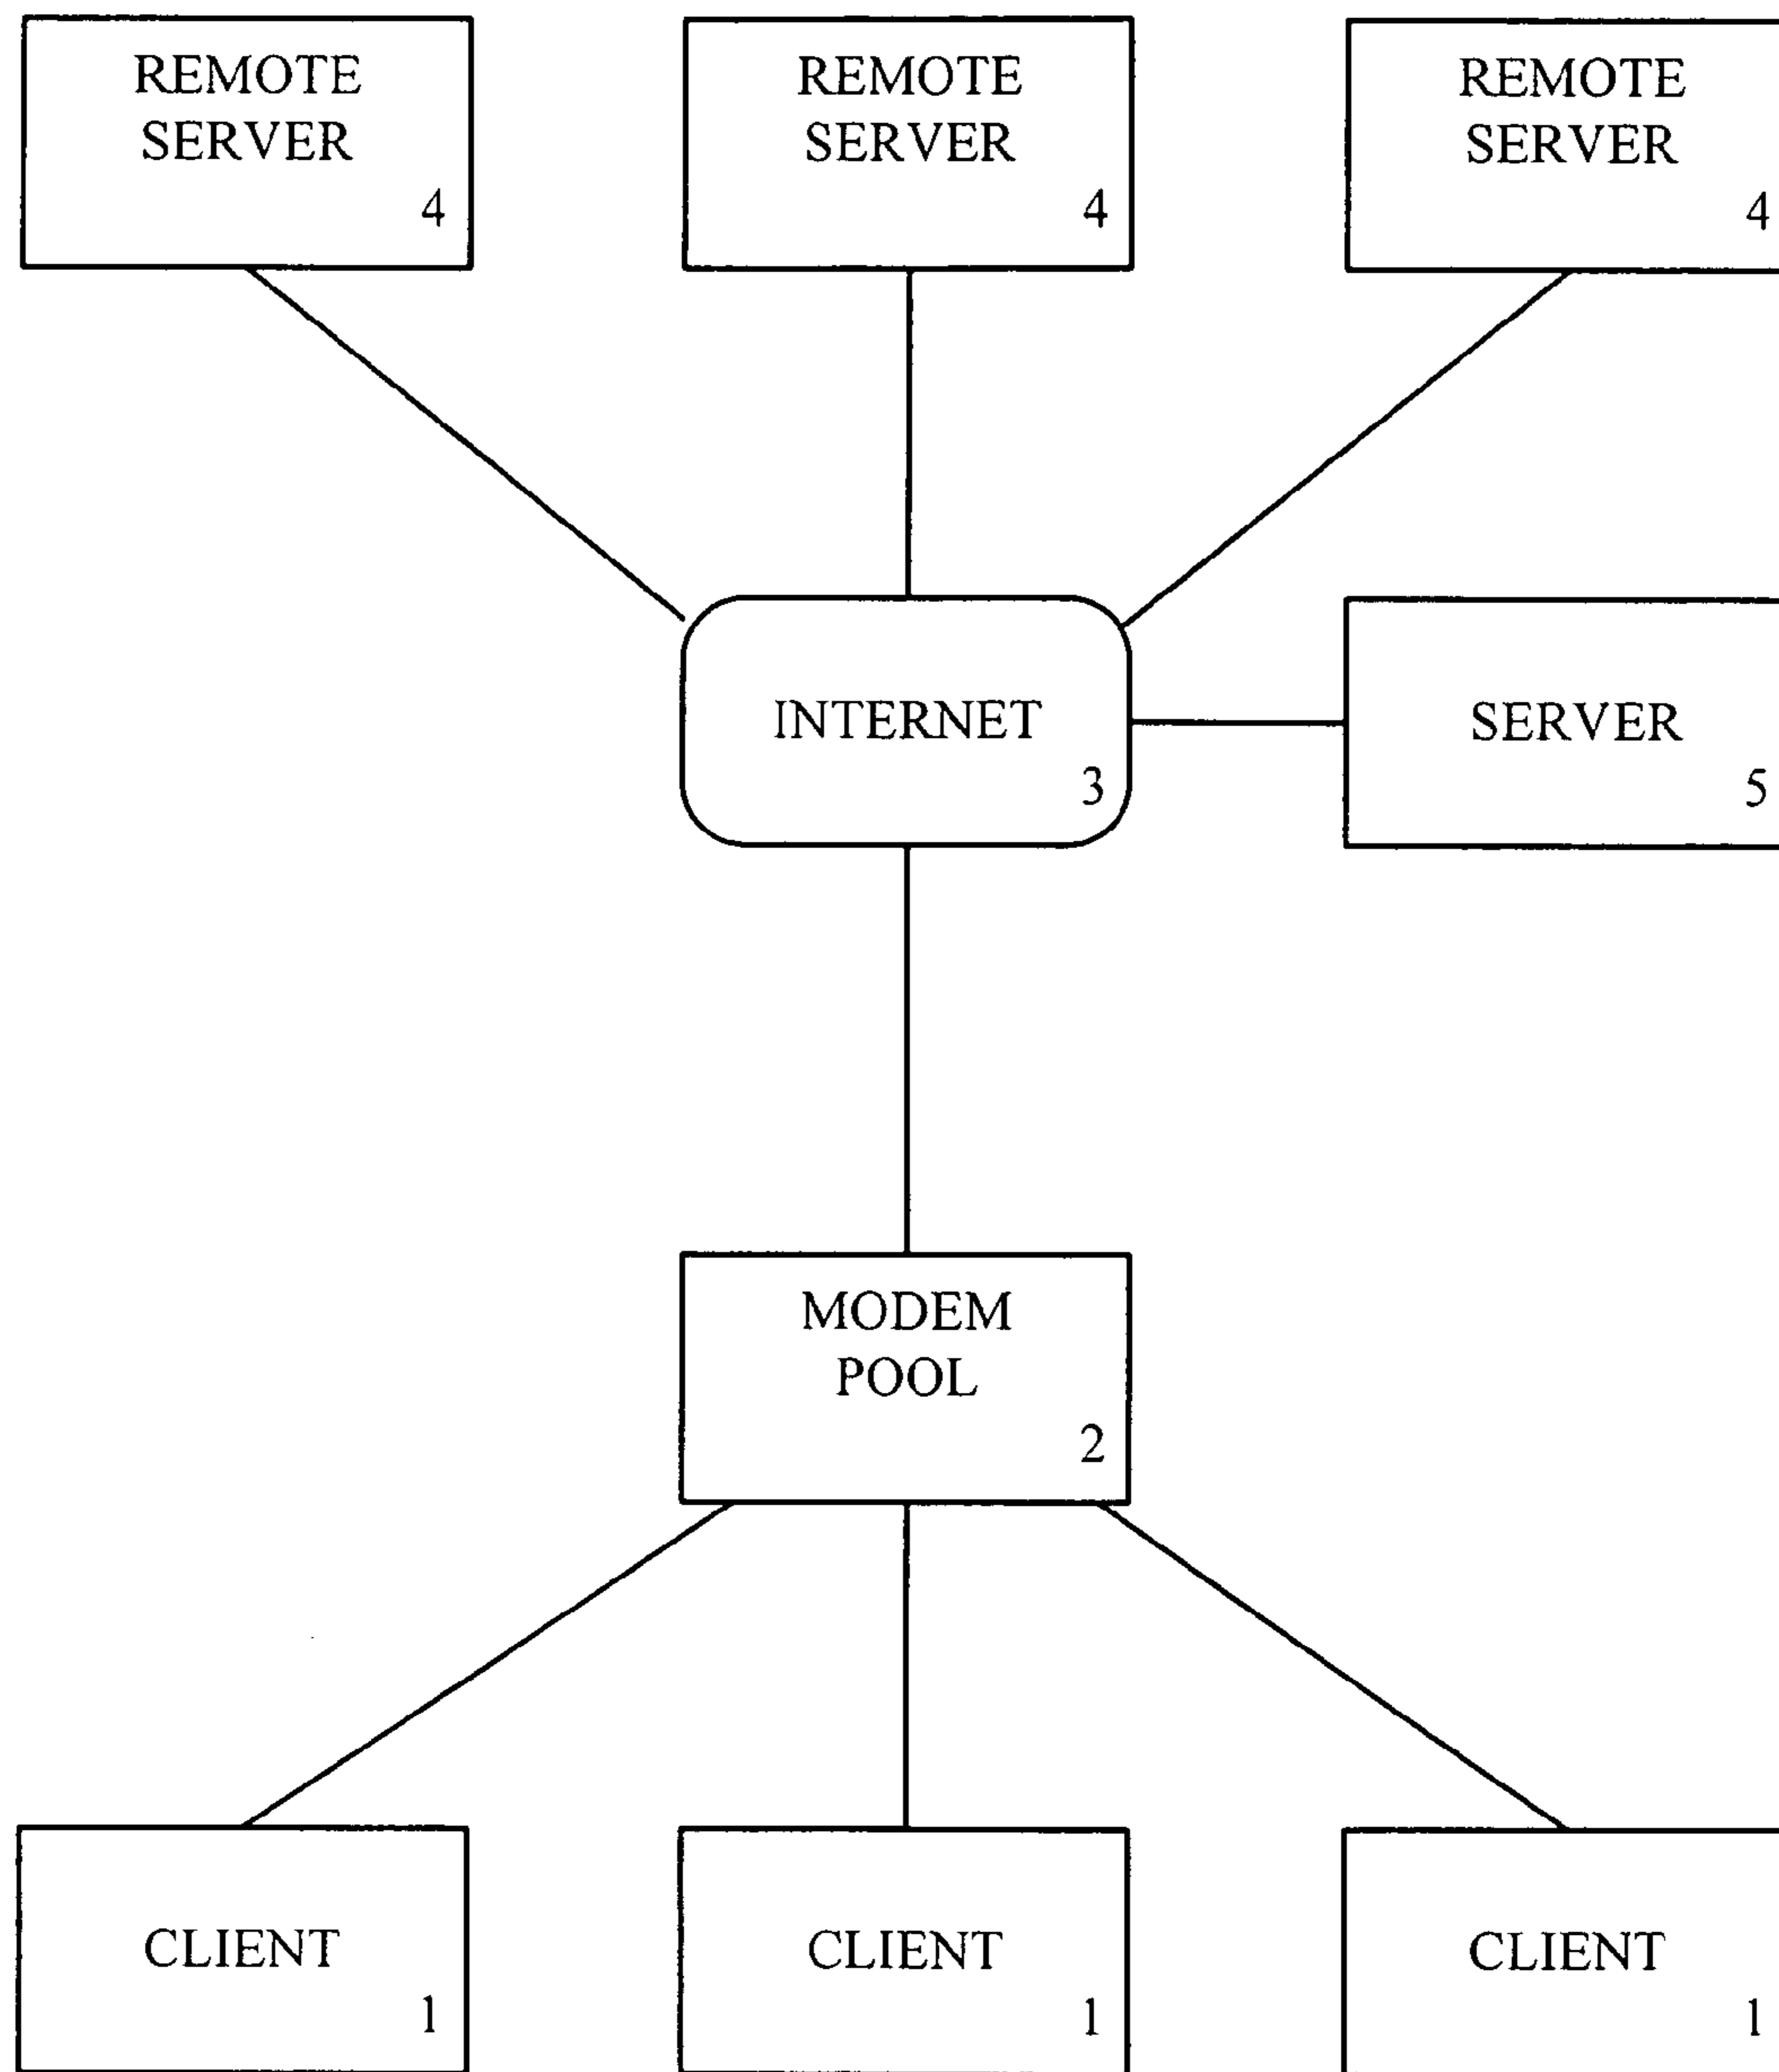 REMOTE
SERVER
4
REMOTE
SERVER
4
REMOTE
SERVER
4
INTERNET
3
SERVER
5
MODEM
POOL
2
CLIENT
1
CLIENT
1
CLIENT
1